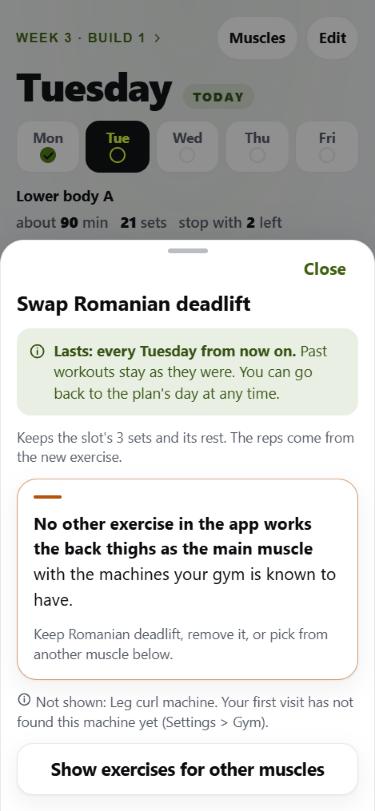 WEEK 3 · BUILD 1 >
Muscles
Edit
Tuesday
TODAY
Mon
Tue
Wed
Thu
Fri
Lower body A
about 90 min 21 sets stop with 2 left
Close
Swap Romanian deadlift
Lasts: every Tuesday from now on. Past
workouts stay as they were. You can go
back to the plan's day at any time.
Keeps the slot's 3 sets and its rest. The reps come from
the new exercise.
No other exercise in the app works
the back thighs as the main muscle
with the machines your gym is known to
have.
Keep Romanian deadlift, remove it, or pick from
another muscle below.
Not shown: Leg curl machine. Your first visit has not
found this machine yet (Settings > Gym).
Show exercises for other muscles